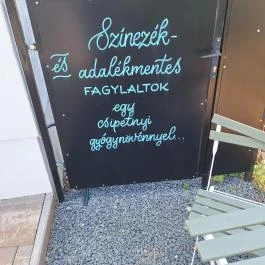 Színezék-
és adalékmentes
FAGYLALTOK
egy
csipetnyi
gyógynövénnyel...